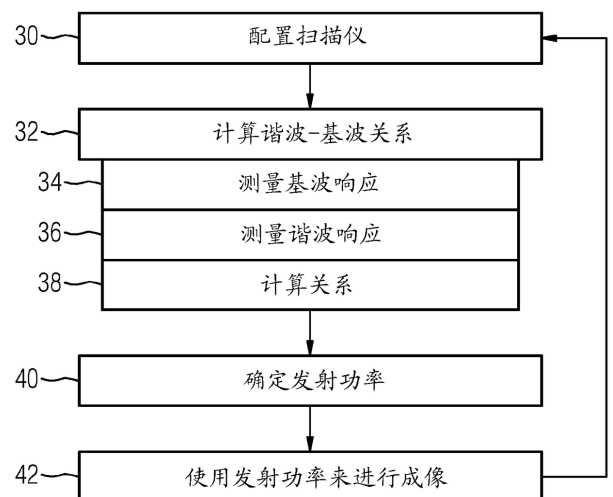 30 配置扫描仪
32 计算谐波-基波关系
34 测量基波响应
36 测量谐波响应
38 计算关系
40 确定发射功率
42 使用发射功率来进行成像